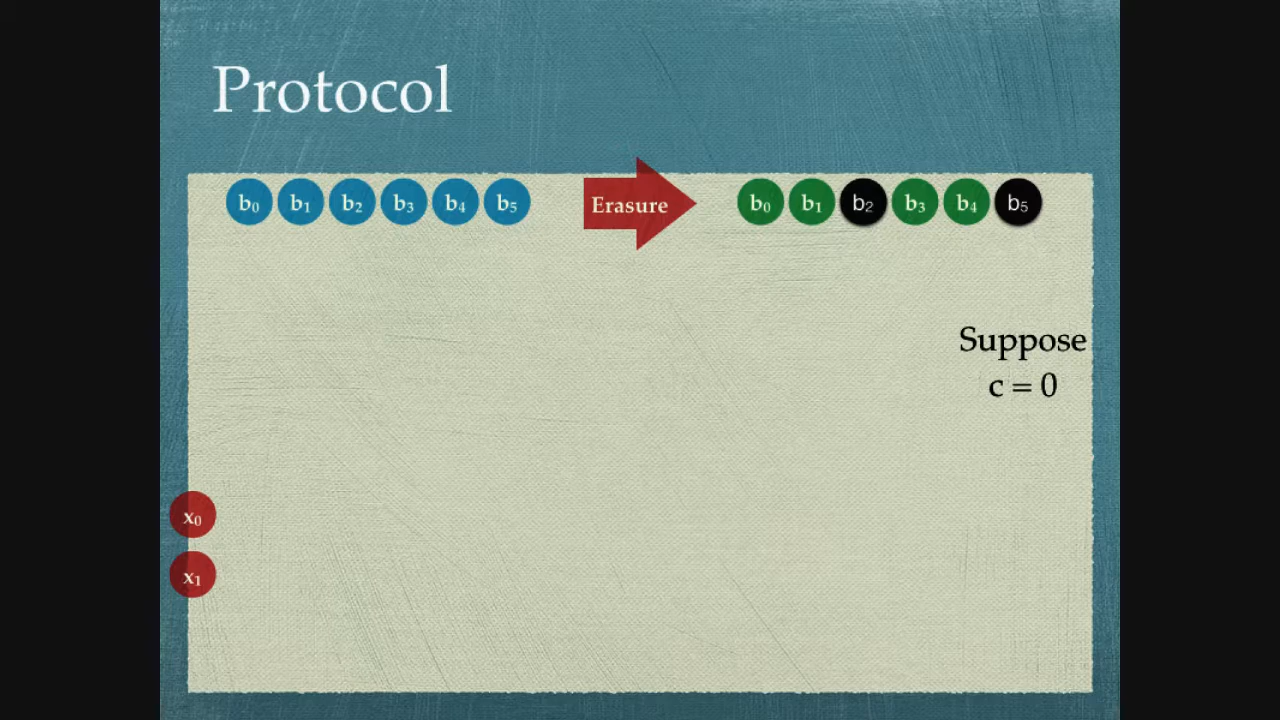 Protocol
b₀ b₁ b₂ b₃ b₄ b₅ Erasure b₀ b₁ b₂ b₃ b₄ b₅
Suppose
c = 0
x₀
x₁